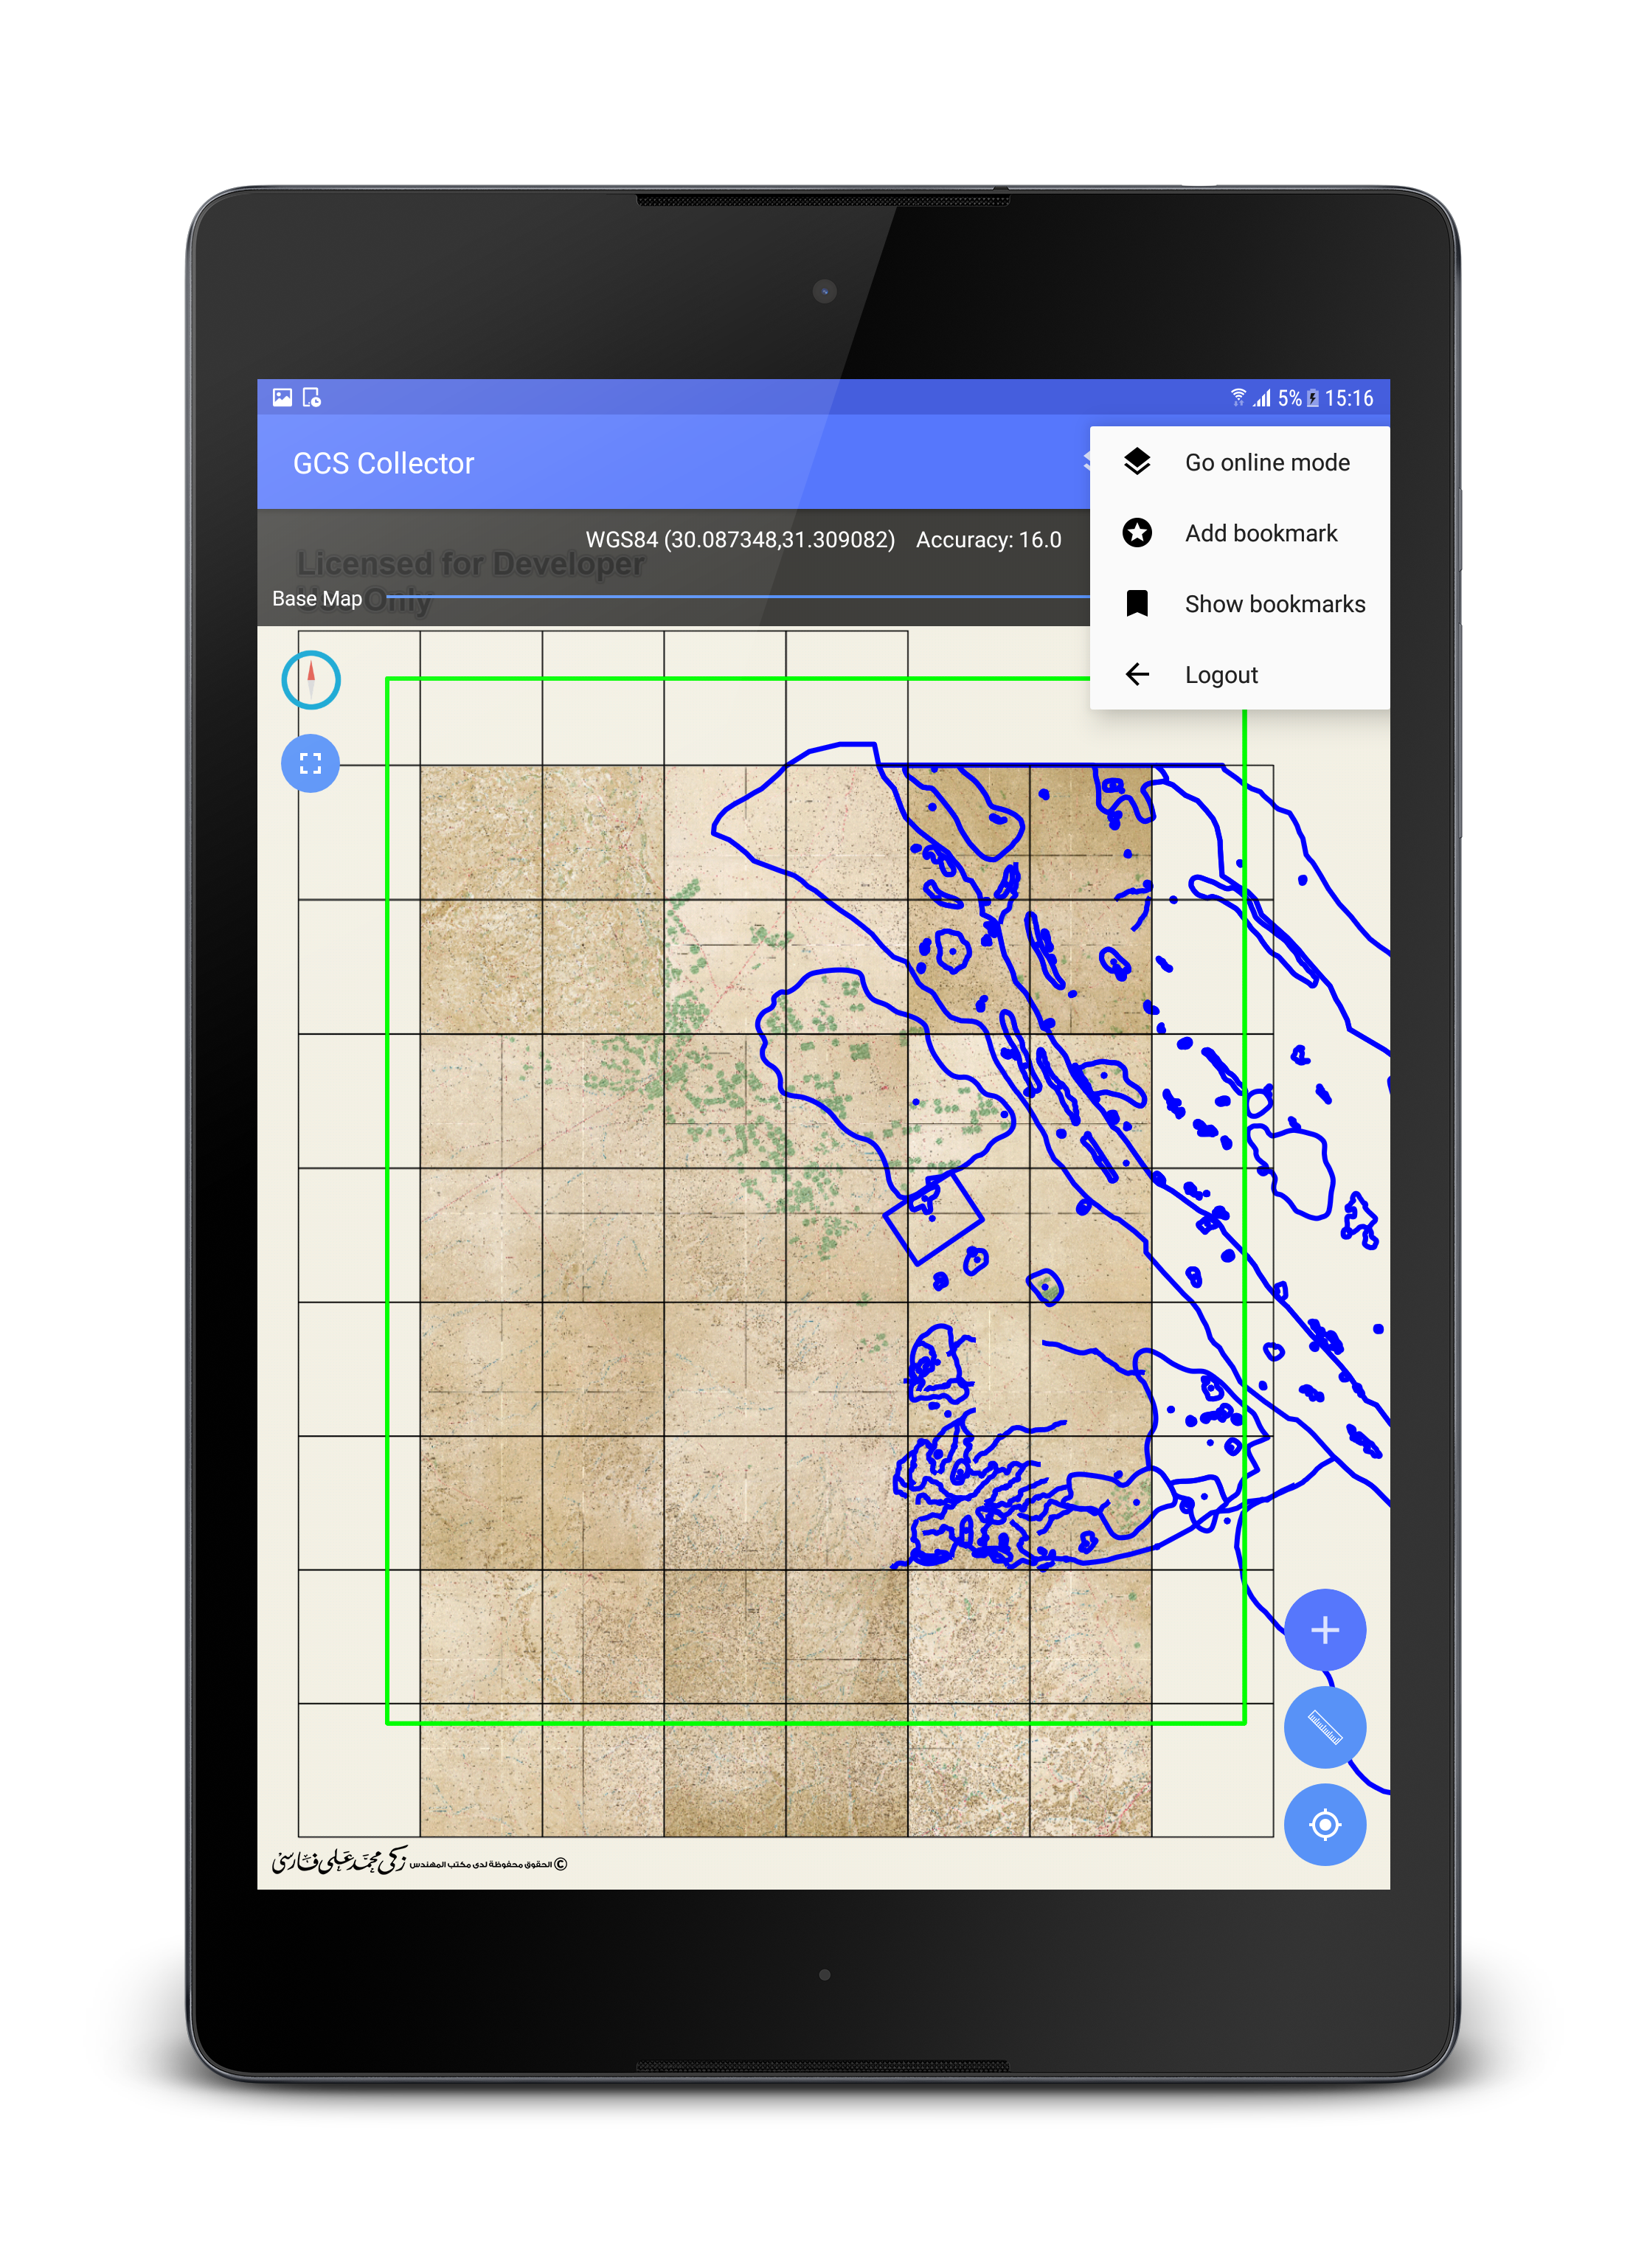 5% 15:16
GCS Collector
Go online mode
Add bookmark
Show bookmarks
Logout
WGS84 (30.087348,31.309082) Accuracy: 16.0
Licensed for Developer
Use Only
Base Map
© الحقوق محفوظة لدى مكتب المهندس زكي محمد علي فارسي